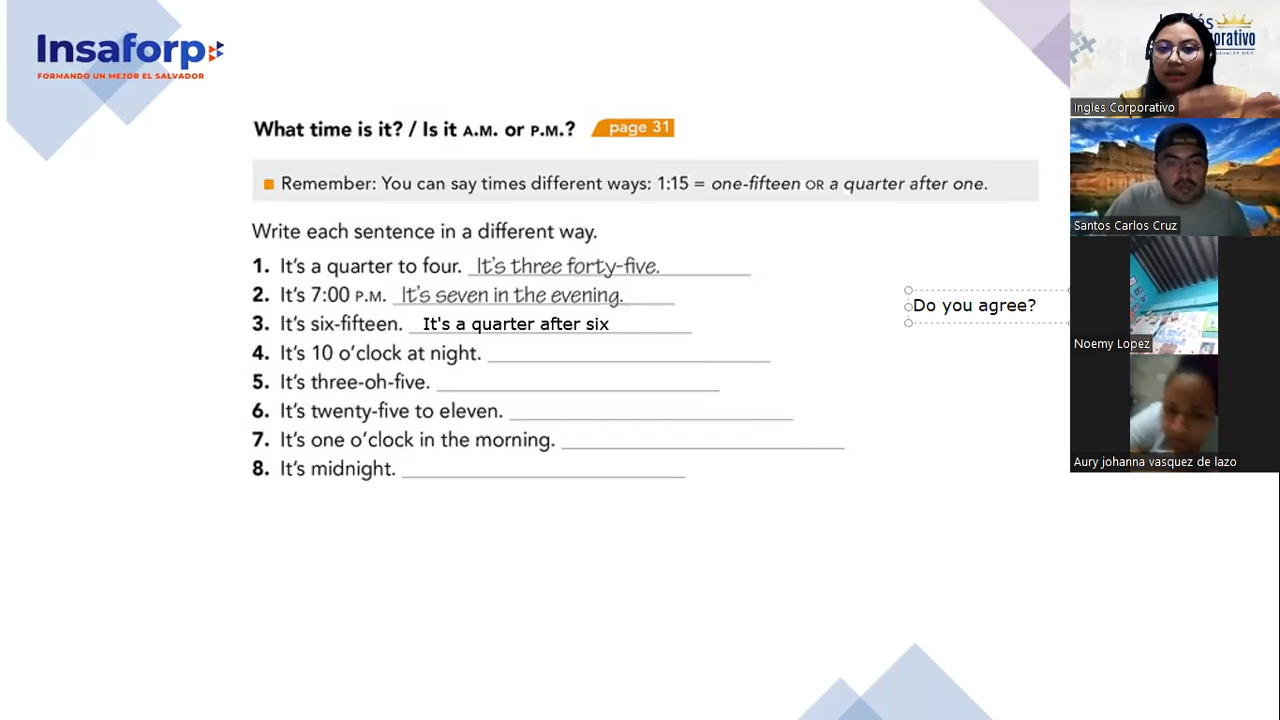 Insaforp
FORMANDO UN MEJOR EL SALVADOR
What time is it? / Is it A.M. or P.M.? page 31
Remember: You can say times different ways: 1:15 = one-fifteen OR a quarter after one.
Write each sentence in a different way.
1. It's a quarter to four. It's three forty-five.
2. It's 7:00 P.M. It's seven in the evening.
3. It's six-fifteen. It's a quarter after six
4. It's 10 o'clock at night.
5. It's three-oh-five.
6. It's twenty-five to eleven.
7. It's one o'clock in the morning.
8. It's midnight.
Do you agree?
Ingles Corporativo
Santos Carlos Cruz
Noemy Lopez
Aury johanna vasquez de lazo